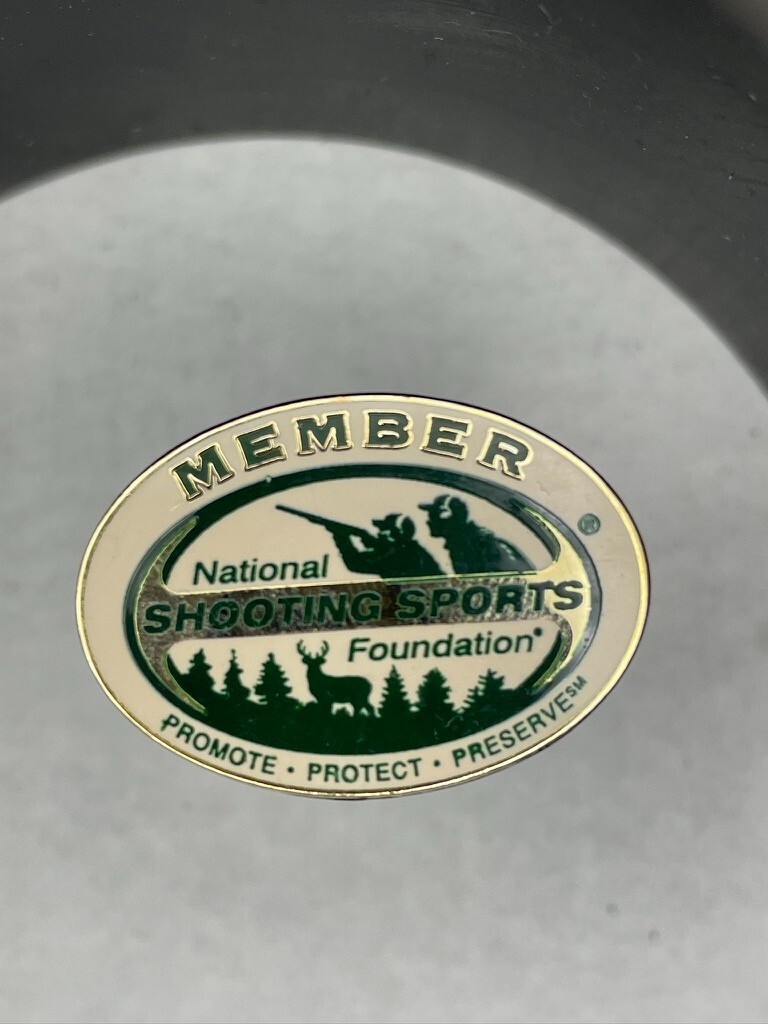 MEMBER
®
National
SHOOTING SPORTS
Foundation®
PROMOTE · PROTECT · PRESERVE℠